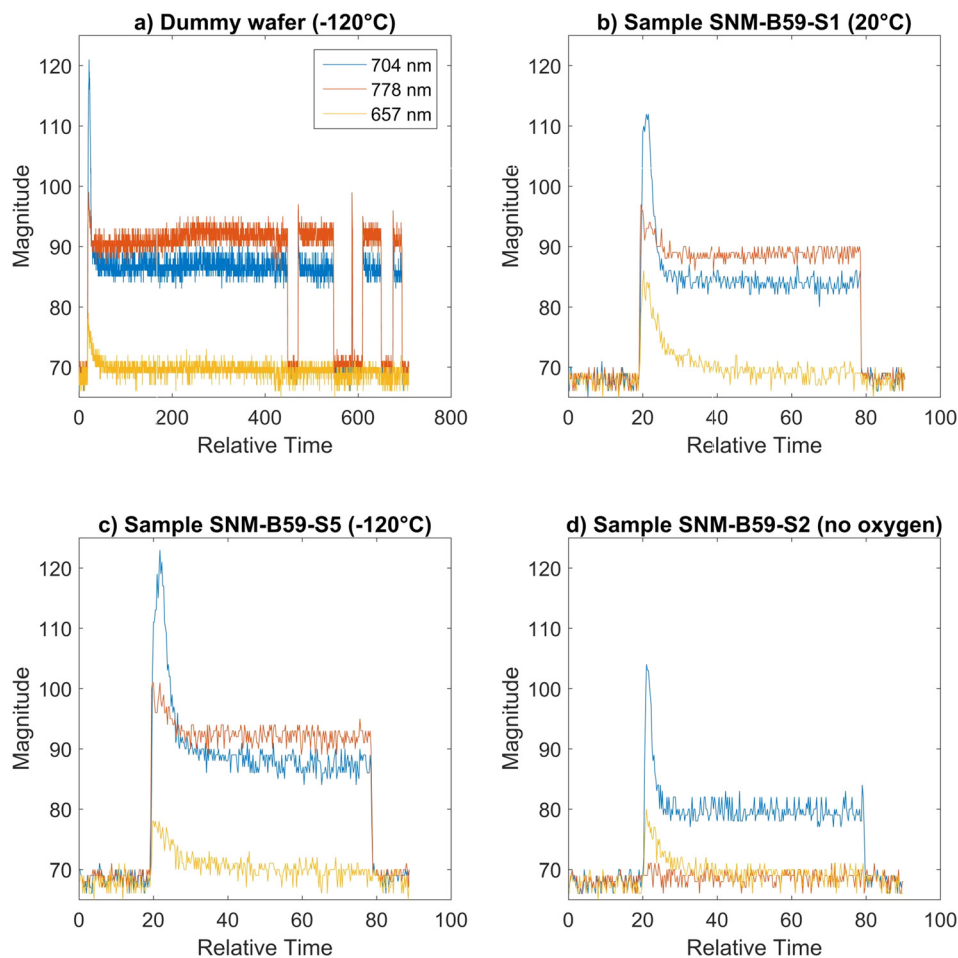 a) Dummy wafer (-120°C)
120
110
100
90
80
70
Magnitude
704 nm
778 nm
657 nm
0 200 400 600 800
Relative Time
b) Sample SNM-B59-S1 (20°C)
120
110
100
90
80
70
Magnitude
0 20 40 60 80 100
Relative Time
c) Sample SNM-B59-S5 (-120°C)
120
110
100
90
80
70
Magnitude
0 20 40 60 80 100
Relative Time
d) Sample SNM-B59-S2 (no oxygen)
120
110
100
90
80
70
Magnitude
0 20 40 60 80 100
Relative Time